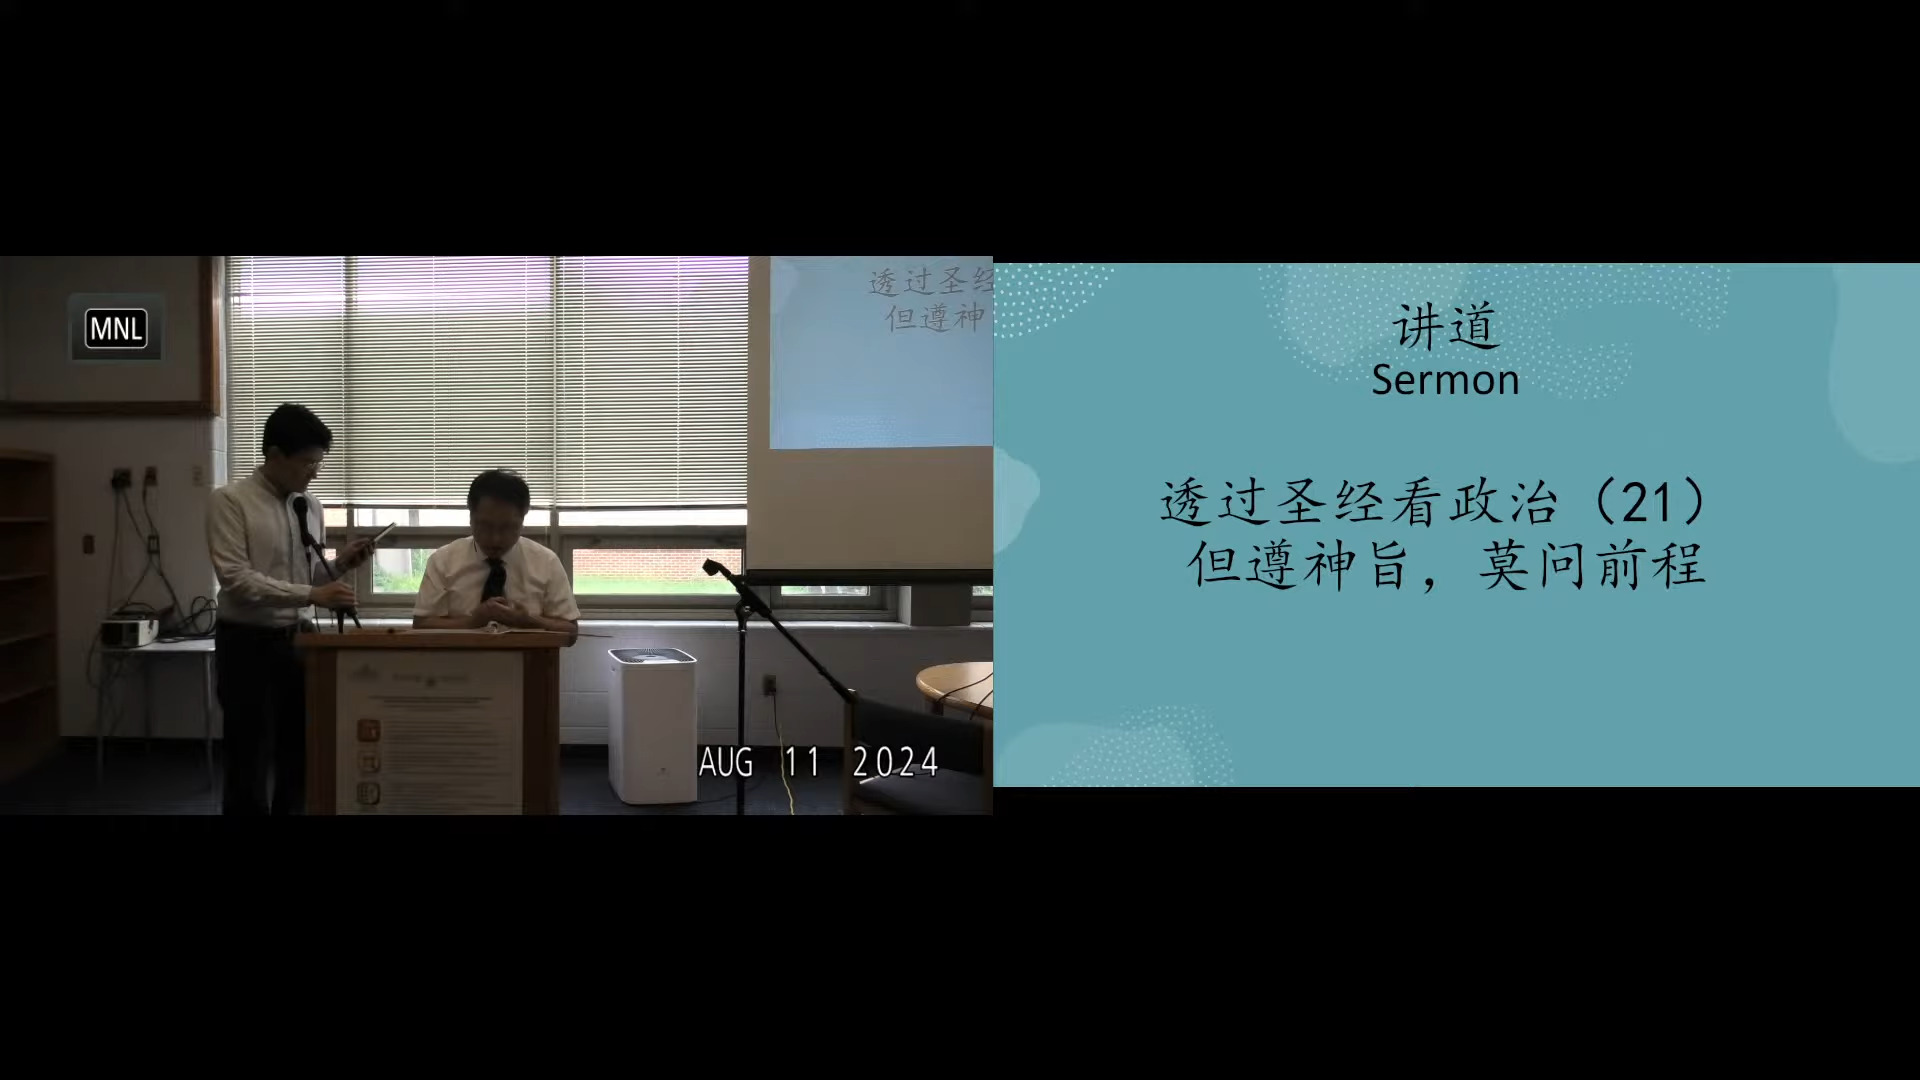 MNL
透过圣经
但遵神
AUG 11 2024
讲道
Sermon
透过圣经看政治（21）
但遵神旨，莫问前程